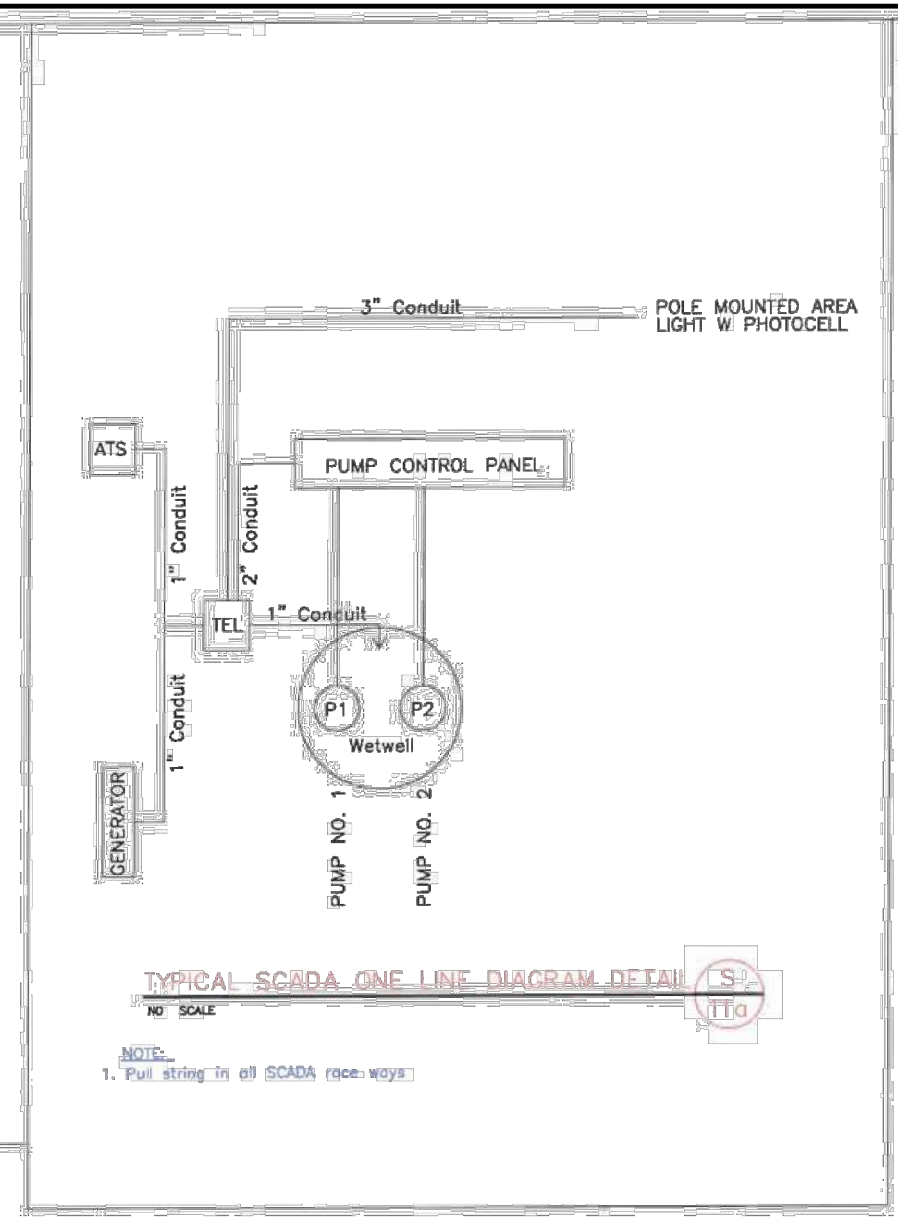 3" Conduit
POLE MOUNTED AREA
LIGHT W PHOTOCELL
ATS
PUMP CONTROL PANEL
1" Conduit
2" Conduit
TEL
1" Conduit
1" Conduit
P1
P2
Wetwell
GENERATOR
PUMP NO. 1
PUMP NO. 2
TYPICAL SCADA ONE LINE DIAGRAM DETAIL
S
11a
NO SCALE
NOTE:
1. Pull string in all SCADA race ways